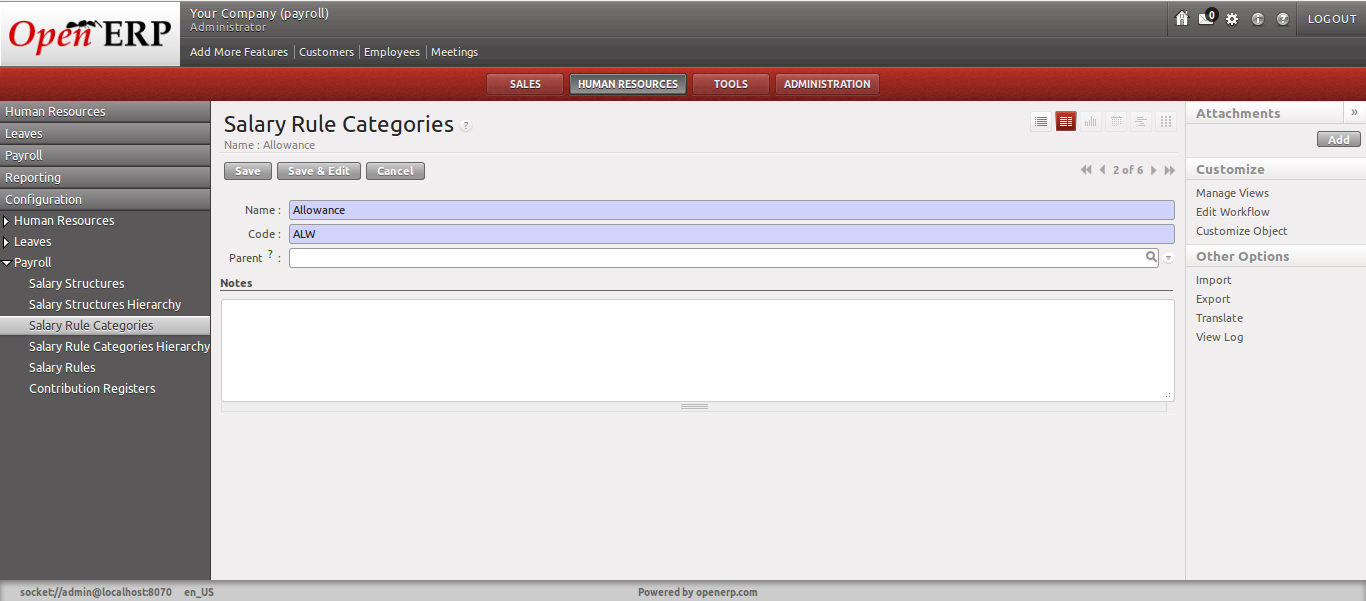 Open ERP
Your Company (payroll)
Administrator
0
LOGOUT
Add More Features Customers Employees Meetings
SALES HUMAN RESOURCES TOOLS ADMINISTRATION
Human Resources
Leaves
Payroll
Reporting
Configuration
Human Resources
Leaves
Payroll
Salary Structures
Salary Structures Hierarchy
Salary Rule Categories
Salary Rule Categories Hierarchy
Salary Rules
Contribution Registers
Salary Rule Categories ?
Name : Allowance
Save Save & Edit Cancel
2 of 6
Name : Allowance
Code : ALW
Parent ? :
Notes
Attachments »
Add
Customize
Manage Views
Edit Workflow
Customize Object
Other Options
Import
Export
Translate
View Log
socket://admin@localhost:8070 en_US
Powered by openerp.com